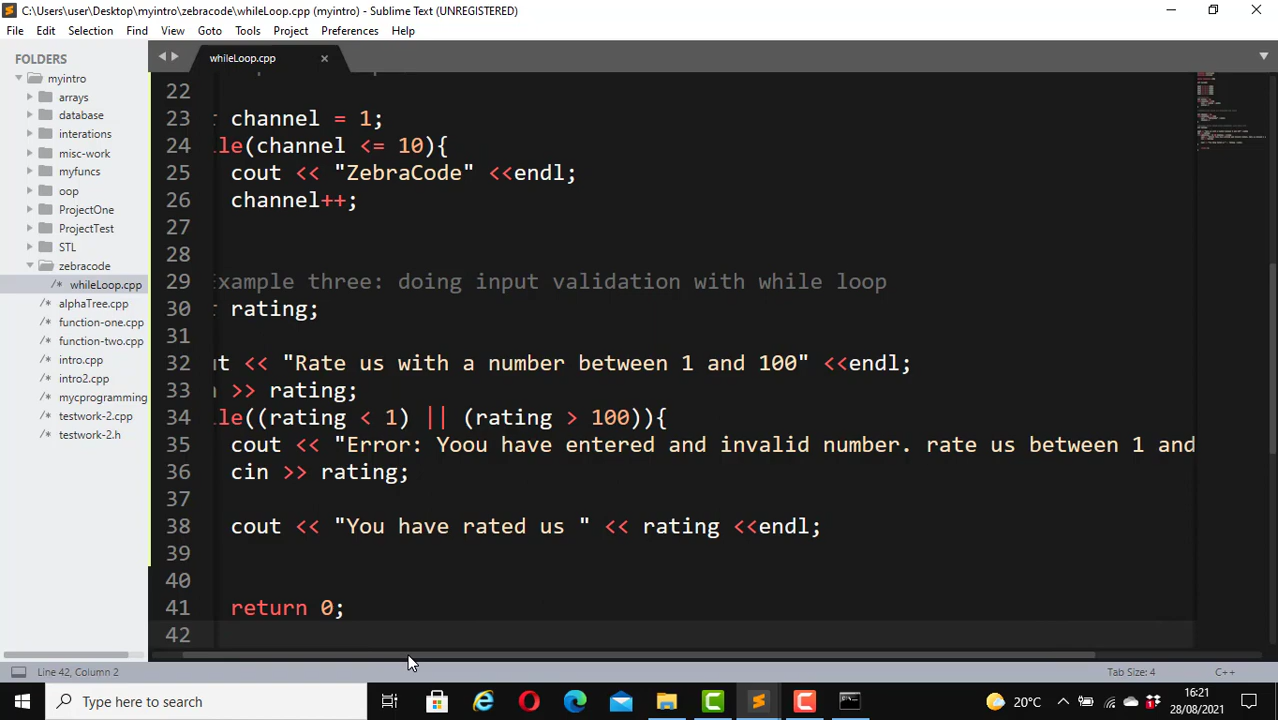 C:\Users\user\Desktop\myintro\zebracode\whileLoop.cpp (myintro) - Sublime Text (UNREGISTERED)
File Edit Selection Find View Goto Tools Project Preferences Help
FOLDERS
myintro
arrays
database
interations
misc-work
myfuncs
oop
ProjectOne
ProjectTest
STL
zebracode
/* whileLoop.cpp
/* alphaTree.cpp
/* function-one.cpp
/* function-two.cpp
/* intro.cpp
/* intro2.cpp
/* mycprogramming
/* testwork-2.cpp
/* testwork-2.h
whileLoop.cpp
22
23 channel = 1;
24 le(channel <= 10){
25 cout << "ZebraCode" <<endl;
26 channel++;
27
28
29 Example three: doing input validation with while loop
30 rating;
31
32 ut << "Rate us with a number between 1 and 100" <<endl;
33 >> rating;
34 le((rating < 1) || (rating > 100)){
35 cout << "Error: Yoou have entered and invalid number. rate us between 1 and
36 cin >> rating;
37
38 cout << "You have rated us " << rating <<endl;
39
40
41 return 0;
42
Line 42, Column 2
Tab Size: 4
C++
Type here to search
20°C
16:21
28/08/2021